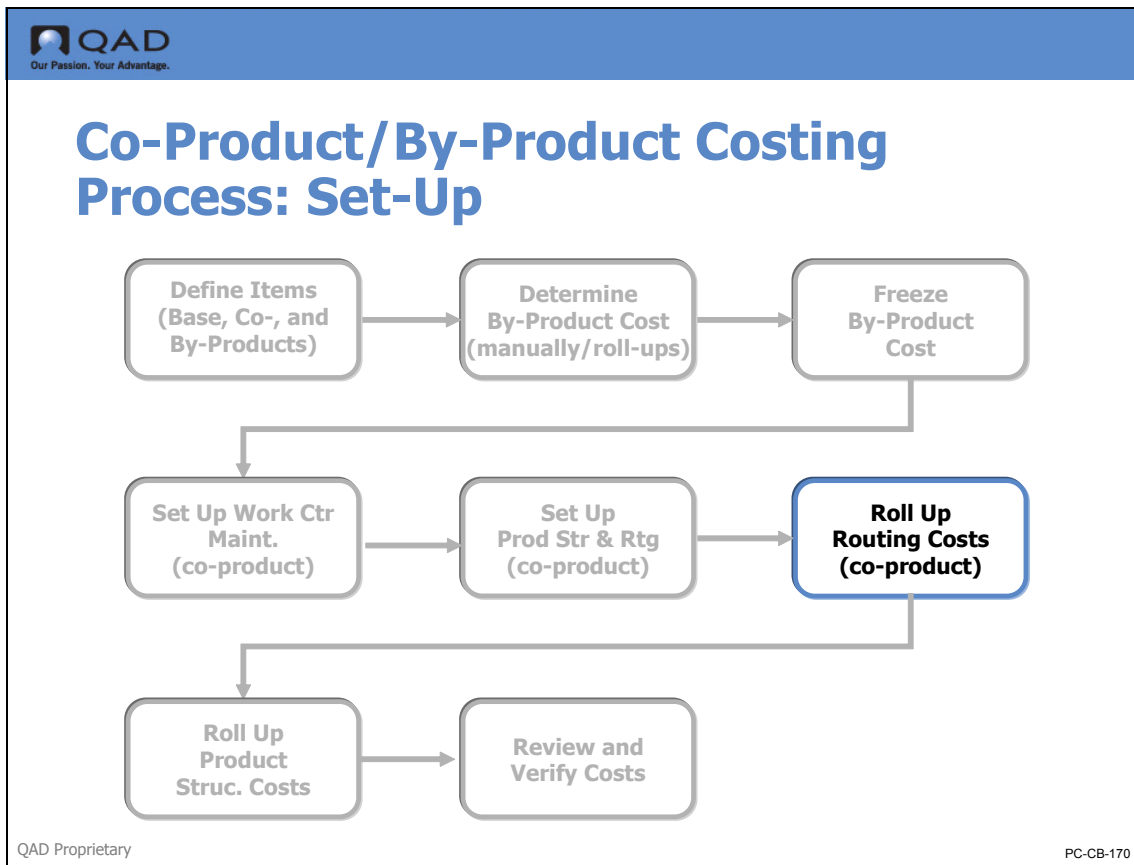 QAD
Our Passion. Your Advantage.
Co-Product/By-Product Costing
Process: Set-Up
Define Items
(Base, Co-, and
By-Products)
Determine
By-Product Cost
(manually/roll-ups)
Freeze
By-Product
Cost
Set Up Work Ctr
Maint.
(co-product)
Set Up
Prod Str & Rtg
(co-product)
Roll Up
Routing Costs
(co-product)
Roll Up
Product
Struc. Costs
Review and
Verify Costs
QAD Proprietary
PC-CB-170